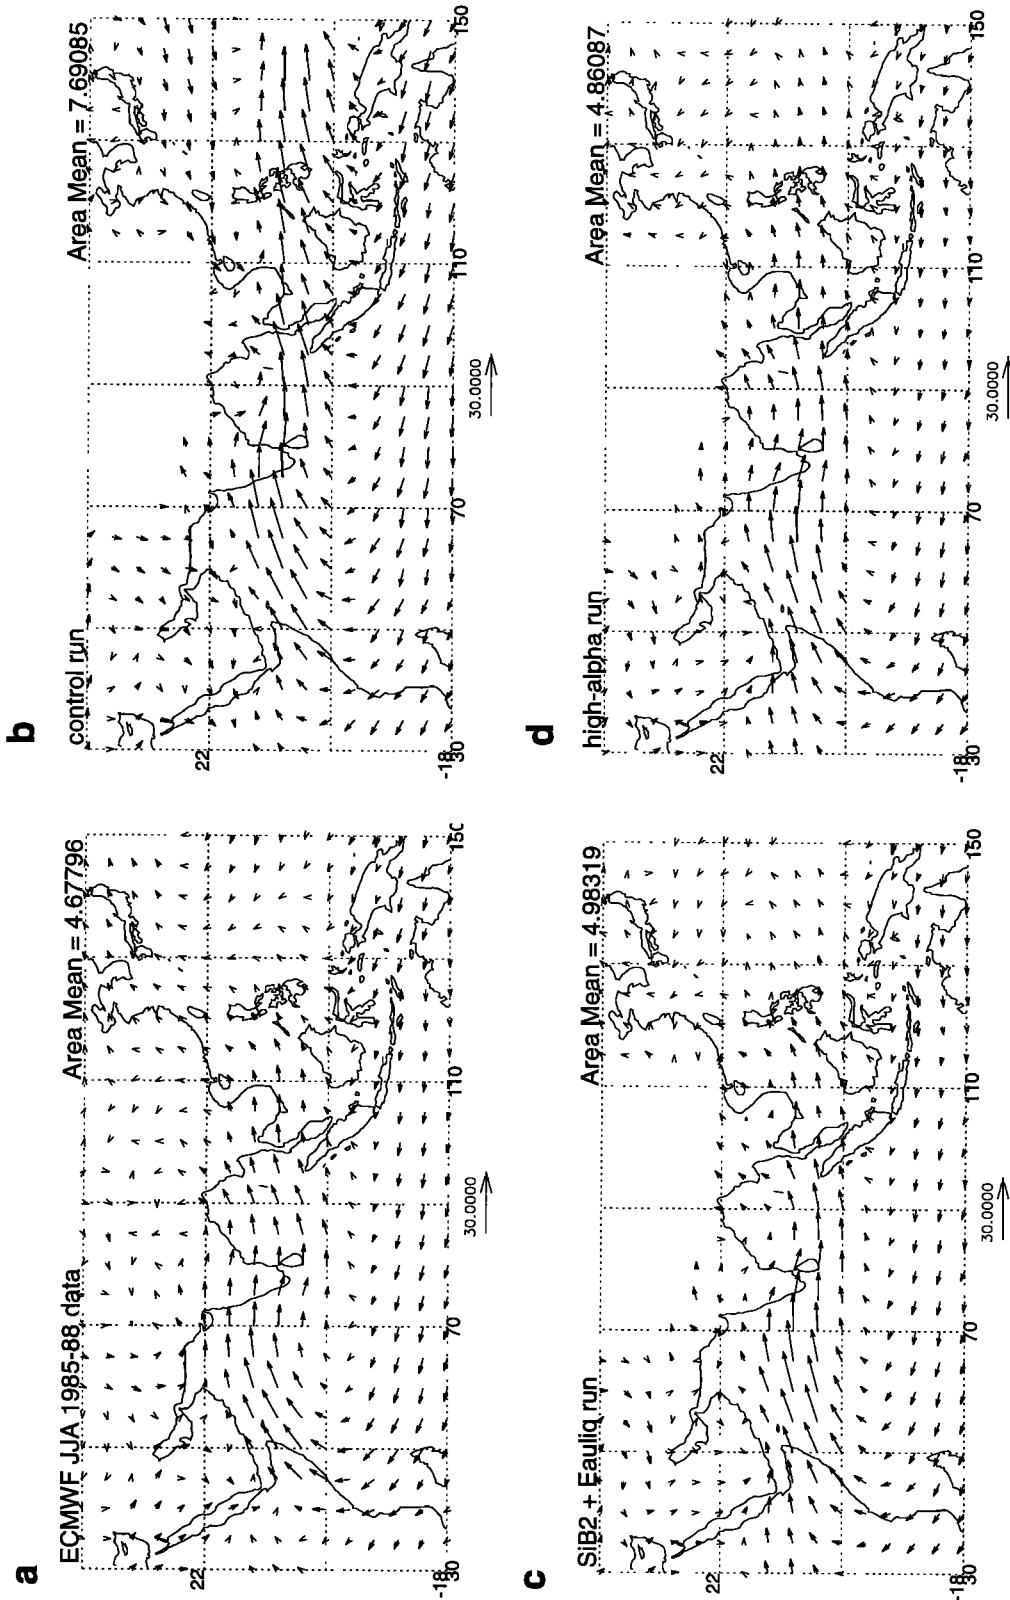 a
ECMWF JJA 1985-88 data
Area Mean = 4.67796
22
-18
30
70
110
150
30.0000
b
control run
Area Mean = 7.69085
22
-18
30
70
110
150
30.0000
c
SiB2 + Eauliq run
Area Mean = 4.98319
22
-18
30
70
110
150
30.0000
d
high-alpha run
Area Mean = 4.86087
22
-18
30
70
110
150
30.0000